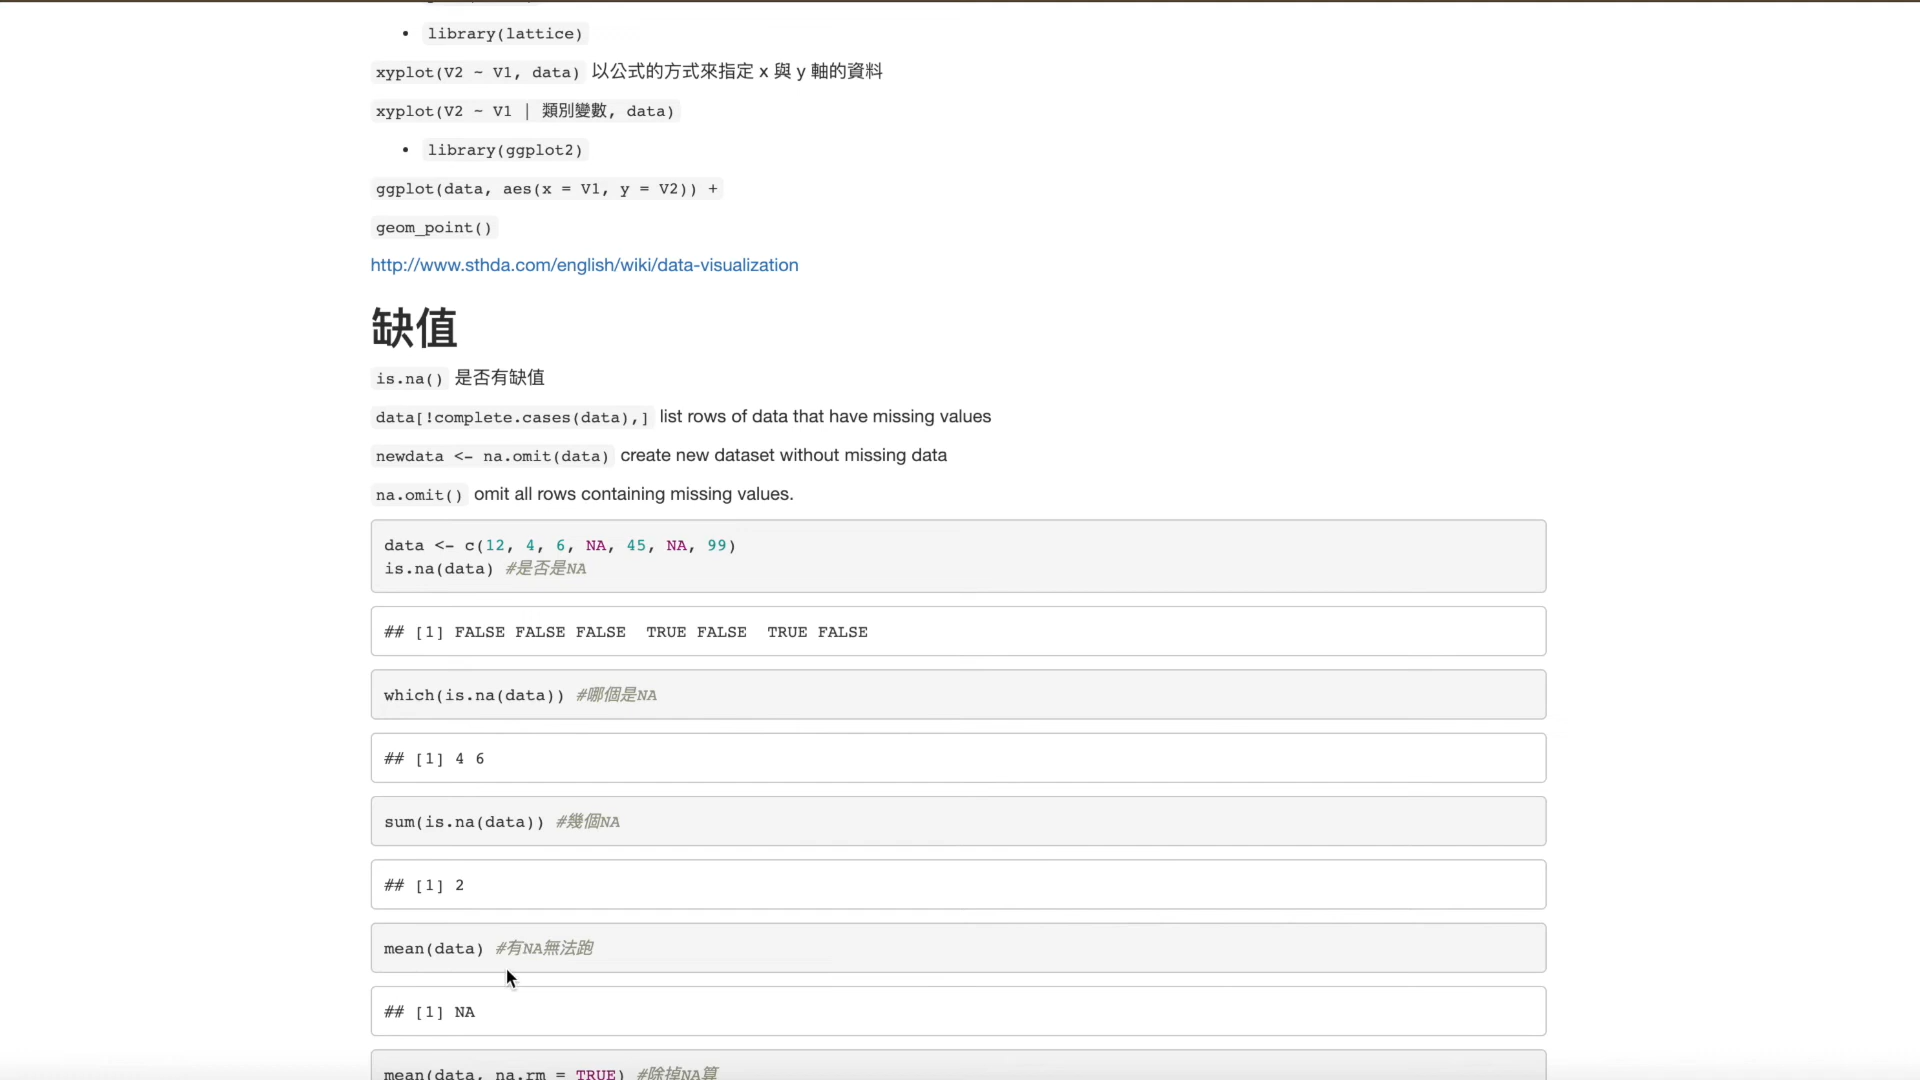 • library(lattice)
xyplot(V2 ~ V1, data) 以公式的方式來指定 x 與 y 軸的資料
xyplot(V2 ~ V1 | 類別變數, data)
• library(ggplot2)
ggplot(data, aes(x = V1, y = V2)) +
geom_point()
http://www.sthda.com/english/wiki/data-visualization
缺值
is.na() 是否有缺值
data[!complete.cases(data),] list rows of data that have missing values
newdata <- na.omit(data) create new dataset without missing data
na.omit() omit all rows containing missing values.
data <- c(12, 4, 6, NA, 45, NA, 99)
is.na(data) #是否是NA
## [1] FALSE FALSE FALSE  TRUE FALSE  TRUE FALSE
which(is.na(data)) #哪個是NA
## [1] 4 6
sum(is.na(data)) #幾個NA
## [1] 2
mean(data) #有NA無法跑
## [1] NA
mean(data, na.rm = TRUE) #除掉NA算